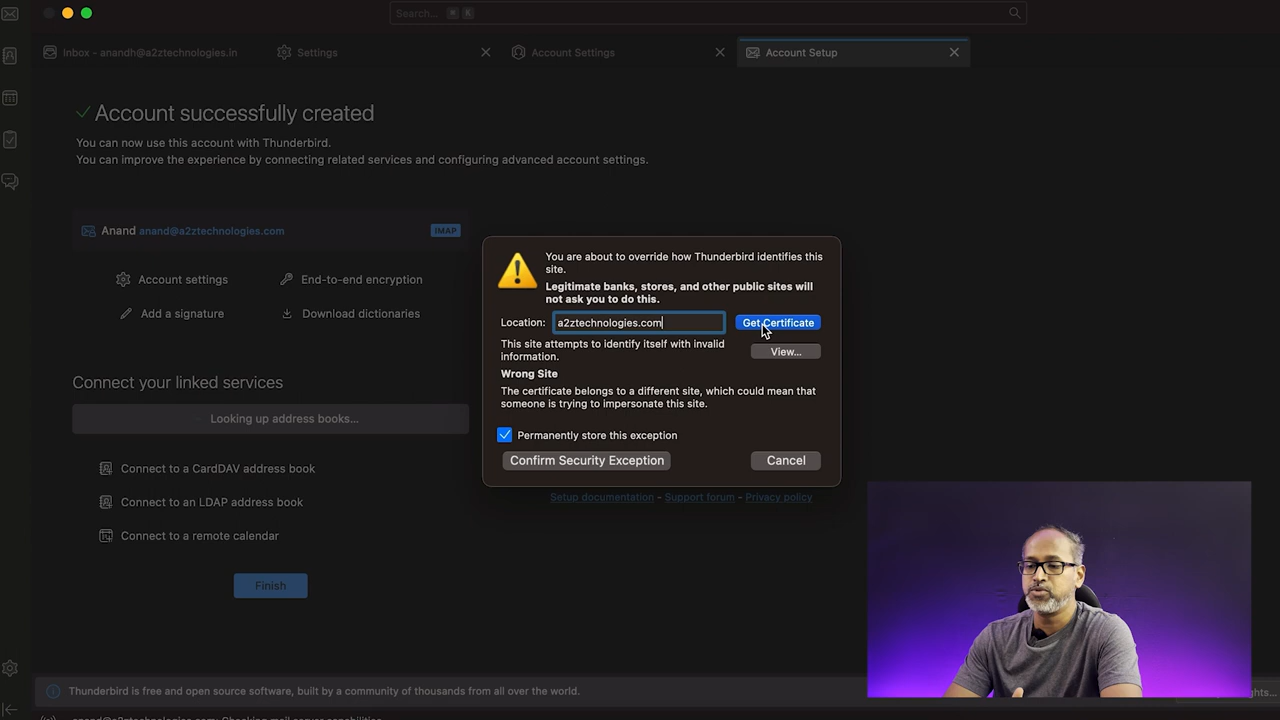 Search... ⌘ K
Inbox - anandh@a2ztechnologies.in
Settings
Account Settings
Account Setup
Account successfully created
You can now use this account with Thunderbird.
You can improve the experience by connecting related services and configuring advanced account settings.
Anand anand@a2ztechnologies.com
IMAP
Account settings
End-to-end encryption
Add a signature
Download dictionaries
Connect your linked services
Looking up address books...
Connect to a CardDAV address book
Connect to an LDAP address book
Connect to a remote calendar
Finish
You are about to override how Thunderbird identifies this
site.
Legitimate banks, stores, and other public sites will
not ask you to do this.
Location: a2ztechnologies.com
Get Certificate
This site attempts to identify itself with invalid
information.
View...
Wrong Site
The certificate belongs to a different site, which could mean that
someone is trying to impersonate this site.
Permanently store this exception
Confirm Security Exception
Cancel
Setup documentation - Support forum - Privacy policy
Thunderbird is free and open source software, built by a community of thousands from all over the world.
anand@a2ztechnologies.com: Checking mail server capabilities